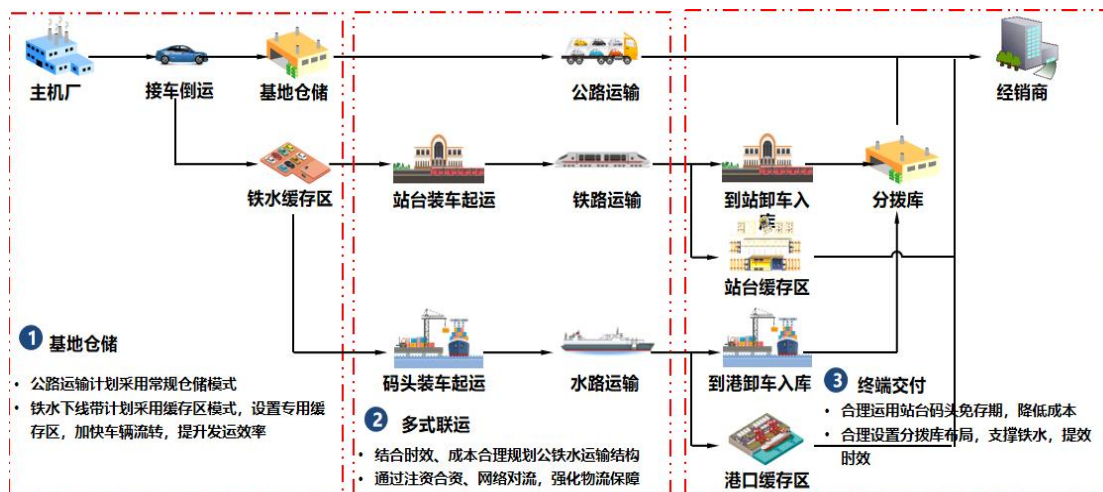 主机厂
接车倒运
基地仓储
公路运输
经销商
铁水缓存区
站台装车起运
铁路运输
到站卸车入
库
分拨库
站台缓存区
码头装车起运
水路运输
到港卸车入库
港口缓存区
1 基地仓储
• 公路运输计划采用常规仓储模式
• 铁水下线带计划采用缓存区模式，设置专用缓
存区，加快车辆流转，提升发运效率
2 多式联运
• 结合时效、成本合理规划公铁水运输结构
• 通过注资合资、网络对流，强化物流保障
3 终端交付
• 合理运用站台码头免存期，降低成本
• 合理设置分拨库布局，支撑铁水，提效
时效